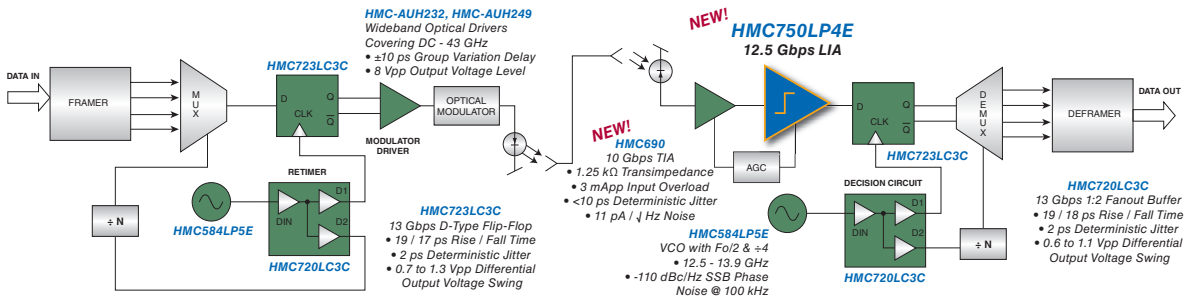 HMC-AUH232, HMC-AUH249
Wideband Optical Drivers
Covering DC - 43 GHz
• ±10 ps Group Variation Delay
• 8 Vpp Output Voltage Level
NEW!
HMC750LP4E
12.5 Gbps LIA
DATA IN
FRAMER
MUX
HMC723LC3C
D
Q
Q
CLK
MODULATOR
DRIVER
OPTICAL
MODULATOR
NEW!
HMC690
10 Gbps TIA
• 1.25 kΩ Transimpedance
• 3 mApp Input Overload
• <10 ps Deterministic Jitter
• 11 pA / √ Hz Noise
AGC
D
Q
Q
CLK
HMC723LC3C
DEMUX
DEFRAMER
DATA OUT
÷ N
HMC584LP5E
RETIMER
DIN
D1
D2
HMC720LC3C
HMC723LC3C
13 Gbps D-Type Flip-Flop
• 19 / 17 ps Rise / Fall Time
• 2 ps Deterministic Jitter
• 0.7 to 1.3 Vpp Differential
Output Voltage Swing
HMC584LP5E
VCO with Fo/2 & ÷4
• 12.5 - 13.9 GHz
• -110 dBc/Hz SSB Phase
Noise @ 100 kHz
DECISION CIRCUIT
DIN
D1
D2
HMC720LC3C
÷ N
HMC720LC3C
13 Gbps 1:2 Fanout Buffer
• 19 / 18 ps Rise / Fall Time
• 2 ps Deterministic Jitter
• 0.6 to 1.1 Vpp Differential
Output Voltage Swing